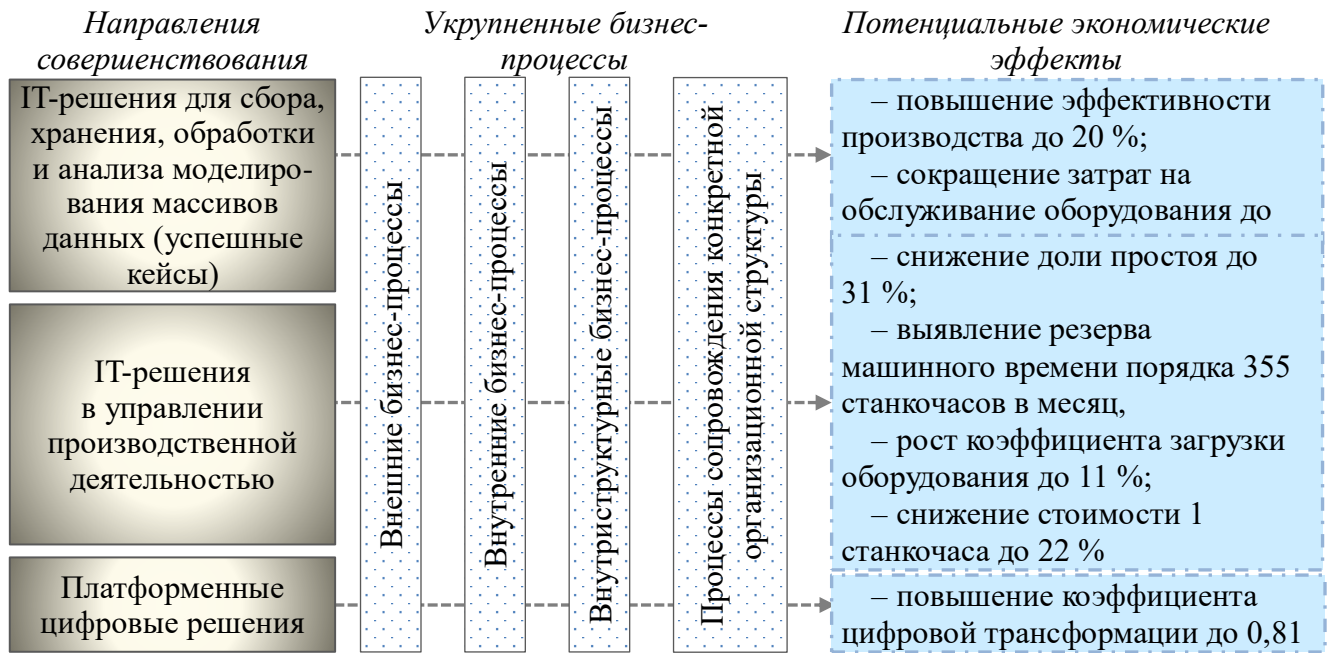 Направления
совершенствования
Укрупненные бизнес-
процессы
Потенциальные экономические
эффекты
IT-решения для сбора,
хранения, обработки
и анализа моделиро-
вания массивов
данных (успешные
кейсы)
IT-решения
в управлении
производственной
деятельностью
Платформенные
цифровые решения
Внешние бизнес-процессы
Внутренние бизнес-процессы
Внутриструктурные бизнес-процессы
Процессы сопровождения конкретной
организационной структуры
– повышение эффективности
производства до 20 %;
– сокращение затрат на
обслуживание оборудования до
– снижение доли простоя до
31 %;
– выявление резерва
машинного времени порядка 355
станкочасов в месяц,
– рост коэффициента загрузки
оборудования до 11 %;
– снижение стоимости 1
станкочаса до 22 %
– повышение коэффициента
цифровой трансформации до 0,81